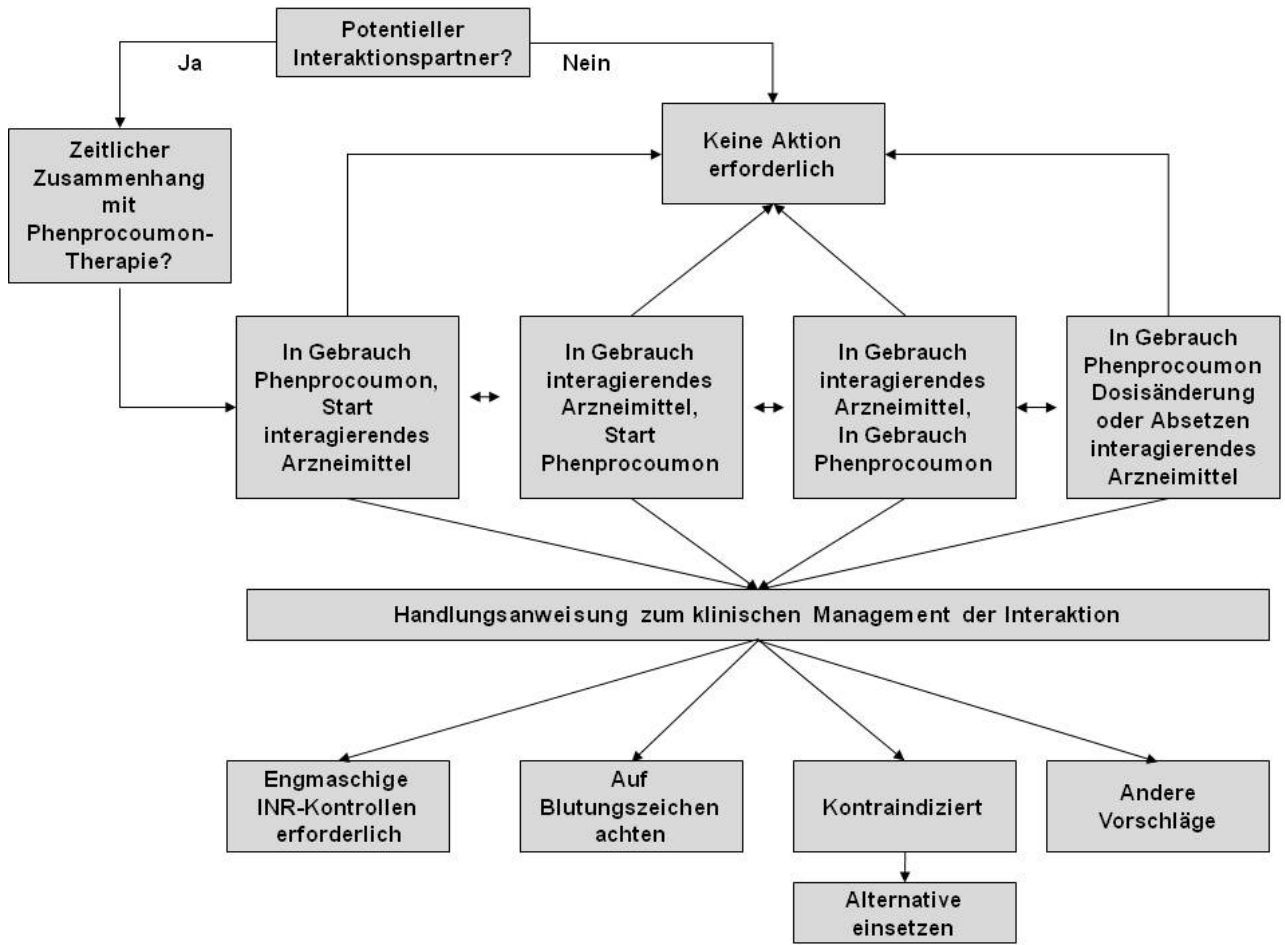 Potentieller
Interaktionspartner?
Ja
Nein
Zeitlicher
Zusammenhang
mit
Phenprocoumon-
Therapie?
Keine Aktion
erforderlich
In Gebrauch
Phenprocoumon,
Start
interagierendes
Arzneimittel
In Gebrauch
interagierendes
Arzneimittel,
Start
Phenprocoumon
In Gebrauch
interagierendes
Arzneimittel,
In Gebrauch
Phenprocoumon
In Gebrauch
Phenprocoumon
Dosisänderung
oder Absetzen
interagierendes
Arzneimittel
Handlungsanweisung zum klinischen Management der Interaktion
Engmaschige
INR-Kontrollen
erforderlich
Auf
Blutungszeichen
achten
Kontraindiziert
Andere
Vorschläge
Alternative
einsetzen